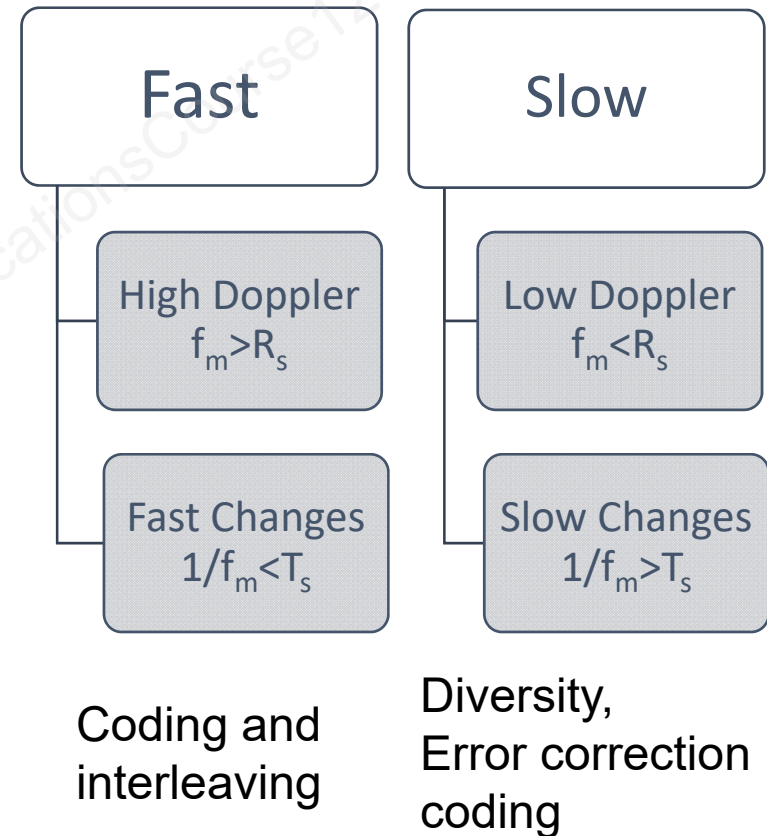 Fast
High Doppler
fₘ>Rₛ
Fast Changes
1/fₘ<Tₛ
Coding and
interleaving
Slow
Low Doppler
fₘ<Rₛ
Slow Changes
1/fₘ>Tₛ
Diversity,
Error correction
coding